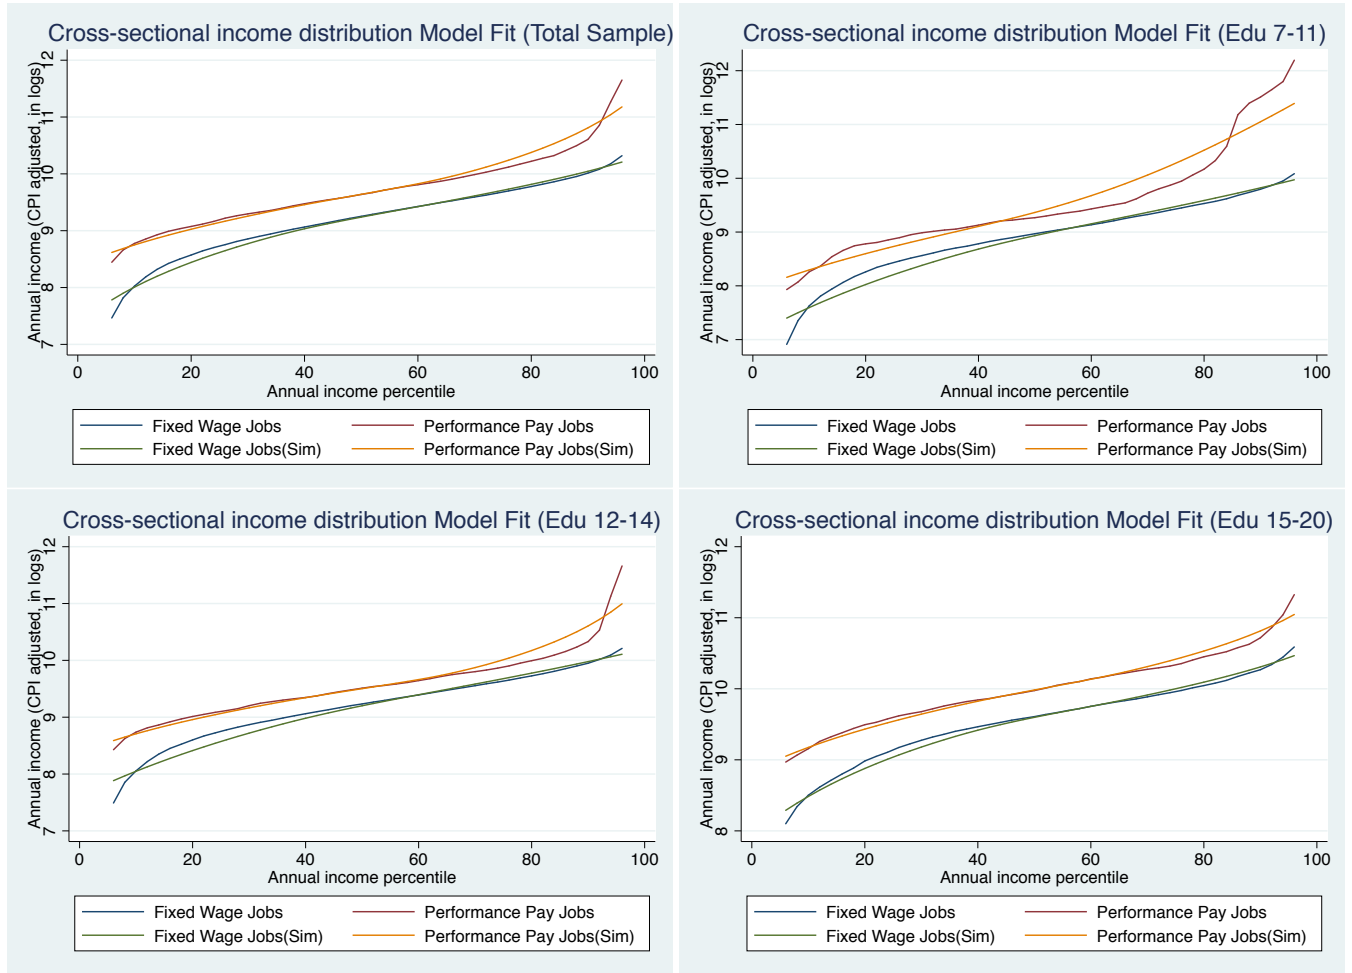 Cross-sectional income distribution Model Fit (Total Sample)
Annual income (CPI adjusted, in logs)
12
11
10
9
8
7
0 20 40 60 80 100
Annual income percentile
Fixed Wage Jobs Performance Pay Jobs
Fixed Wage Jobs(Sim) Performance Pay Jobs(Sim)
Cross-sectional income distribution Model Fit (Edu 7-11)
Annual income (CPI adjusted, in logs)
12
11
10
9
8
7
0 20 40 60 80 100
Annual income percentile
Fixed Wage Jobs Performance Pay Jobs
Fixed Wage Jobs(Sim) Performance Pay Jobs(Sim)
Cross-sectional income distribution Model Fit (Edu 12-14)
Annual income (CPI adjusted, in logs)
12
11
10
9
8
7
0 20 40 60 80 100
Annual income percentile
Fixed Wage Jobs Performance Pay Jobs
Fixed Wage Jobs(Sim) Performance Pay Jobs(Sim)
Cross-sectional income distribution Model Fit (Edu 15-20)
Annual income (CPI adjusted, in logs)
12
11
10
9
8
0 20 40 60 80 100
Annual income percentile
Fixed Wage Jobs Performance Pay Jobs
Fixed Wage Jobs(Sim) Performance Pay Jobs(Sim)